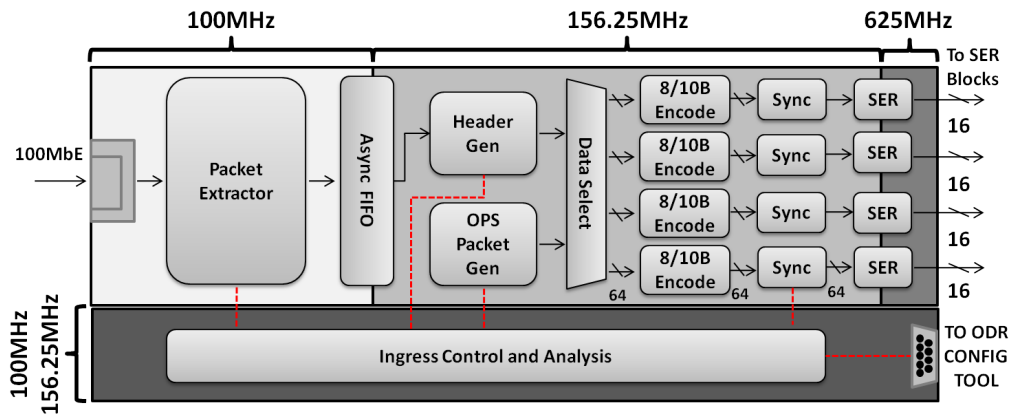 100MHz
156.25MHz
625MHz
To SER
Blocks
100MbE
Packet
Extractor
Async FIFO
Header
Gen
OPS
Packet
Gen
Data Select
8/10B
Encode
Sync
SER
16
8/10B
Encode
Sync
SER
16
8/10B
Encode
Sync
SER
16
8/10B
Encode
Sync
SER
16
64
64
64
100MHz
156.25MHz
Ingress Control and Analysis
TO ODR
CONFIG
TOOL